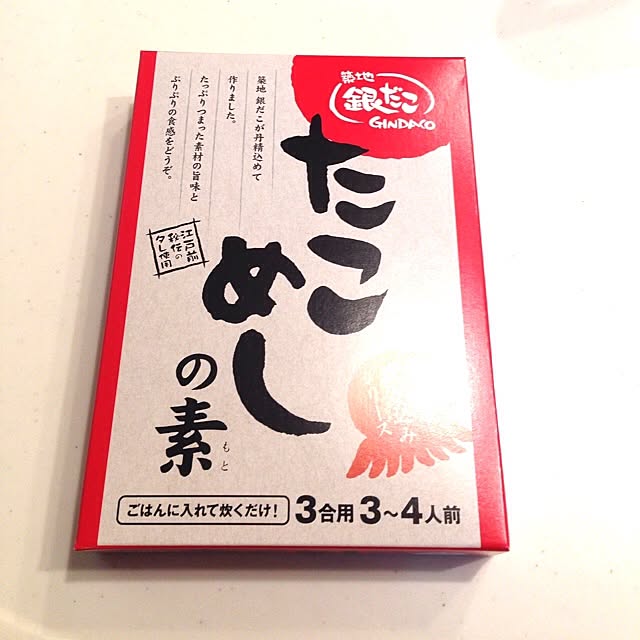 築地
銀だこ
GINDACO
築地 銀だこが丹精込めて
作りました。
たっぷりつまった素材の旨味と
ぷりぷりの食感をどうぞ。
たこ
めし
の素
もと
江戸前
秘伝の
タレ使用
ごはんに入れて炊くだけ!
3合用 3~4人前